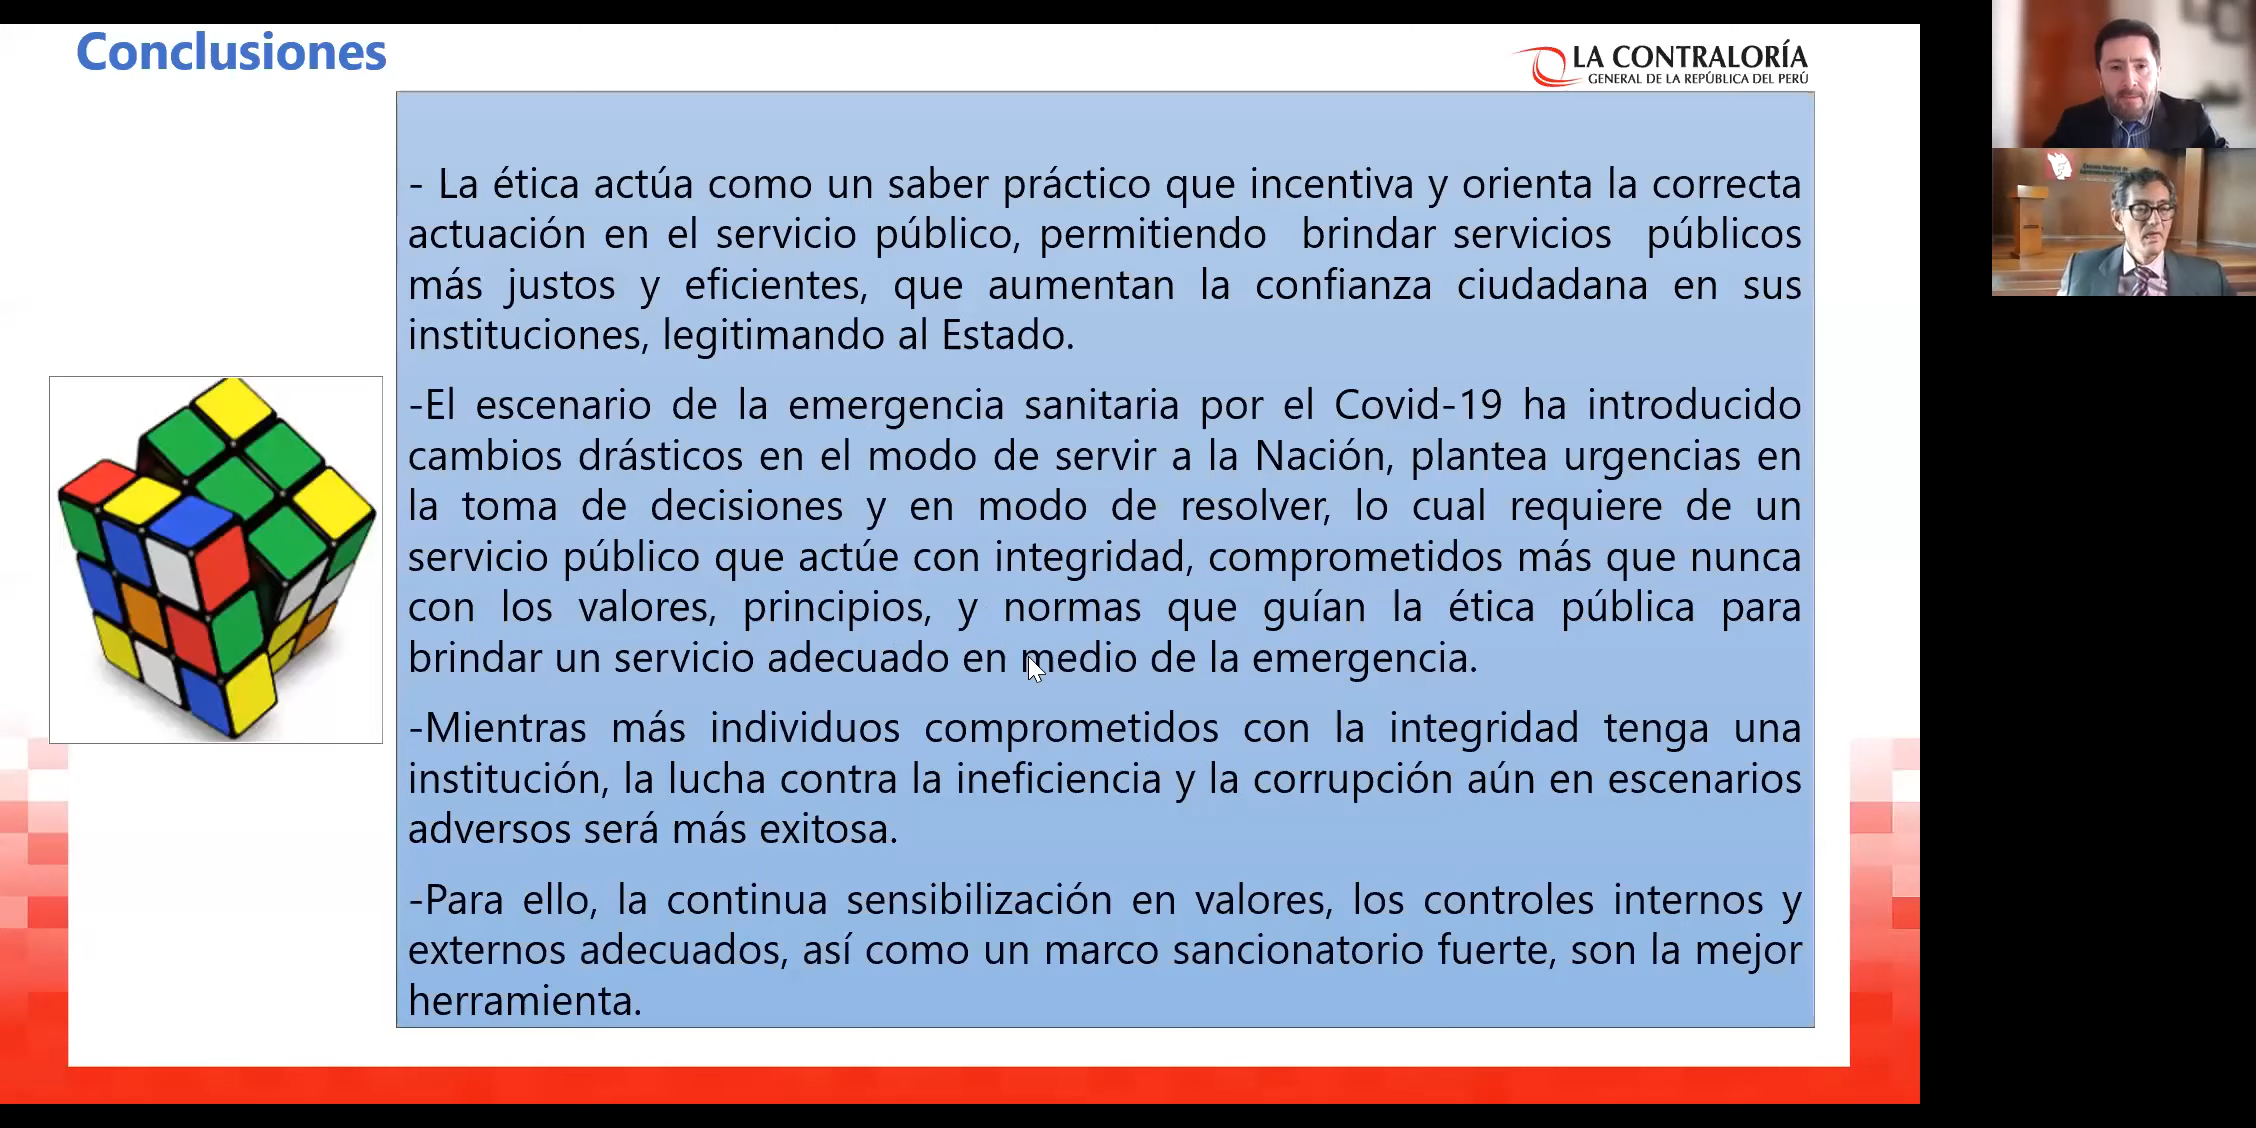 Conclusiones
LA CONTRALORÍA
GENERAL DE LA REPÚBLICA DEL PERÚ
- La ética actúa como un saber práctico que incentiva y orienta la correcta
actuación en el servicio público, permitiendo brindar servicios públicos
más justos y eficientes, que aumentan la confianza ciudadana en sus
instituciones, legitimando al Estado.
-El escenario de la emergencia sanitaria por el Covid-19 ha introducido
cambios drásticos en el modo de servir a la Nación, plantea urgencias en
la toma de decisiones y en modo de resolver, lo cual requiere de un
servicio público que actúe con integridad, comprometidos más que nunca
con los valores, principios, y normas que guían la ética pública para
brindar un servicio adecuado en medio de la emergencia.
-Mientras más individuos comprometidos con la integridad tenga una
institución, la lucha contra la ineficiencia y la corrupción aún en escenarios
adversos será más exitosa.
-Para ello, la continua sensibilización en valores, los controles internos y
externos adecuados, así como un marco sancionatorio fuerte, son la mejor
herramienta.